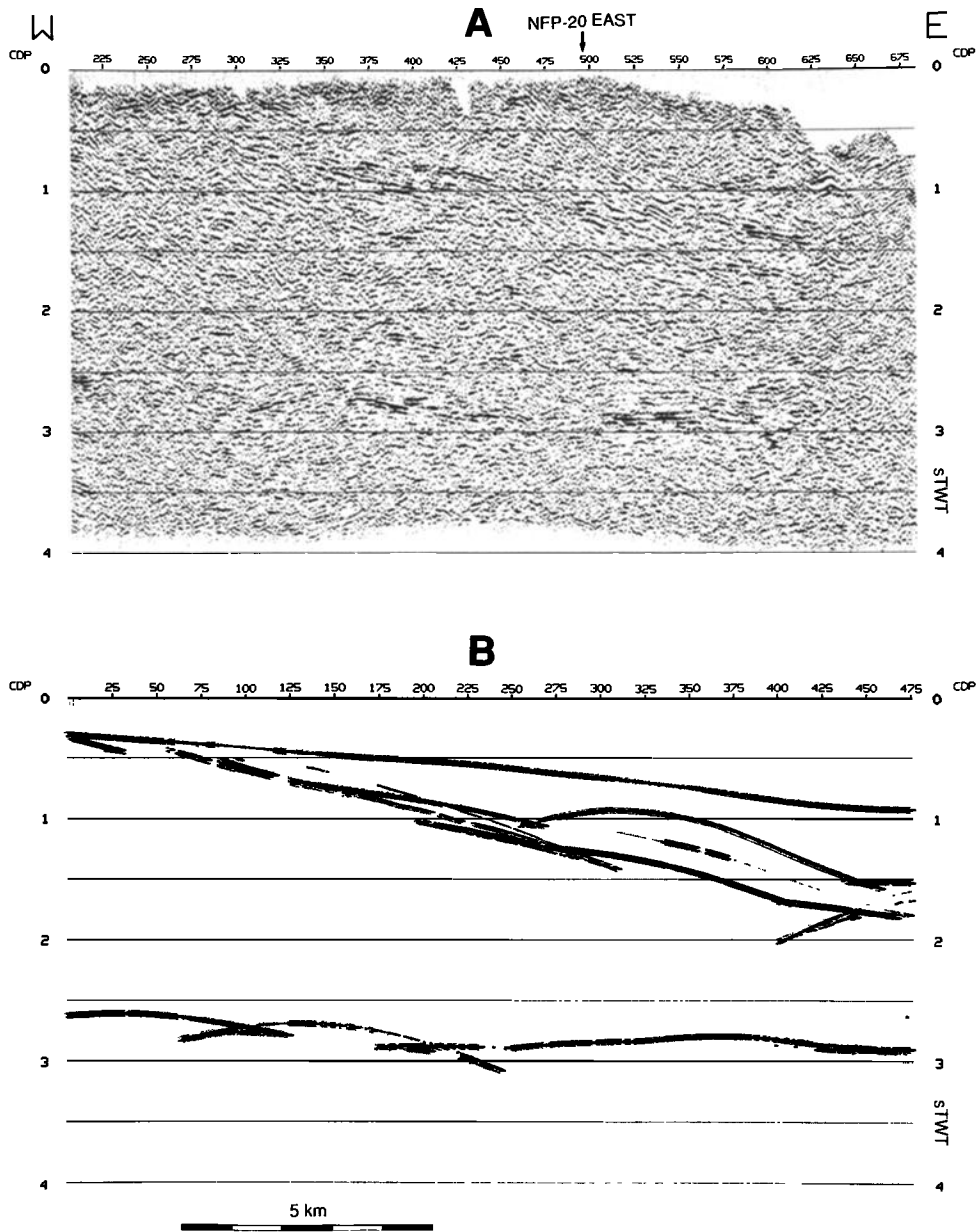 W A NFP-20 EAST E
CDP 225 250 275 300 325 350 375 400 425 450 475 500 525 550 575 600 625 650 675 CDP
0 0
1 1
2 2
3 3
sTWT
4 4
B
CDP 25 50 75 100 125 150 175 200 225 250 275 300 325 350 375 400 425 450 475 CDP
0 0
1 1
2 2
3 3
sTWT
4 4
5 km